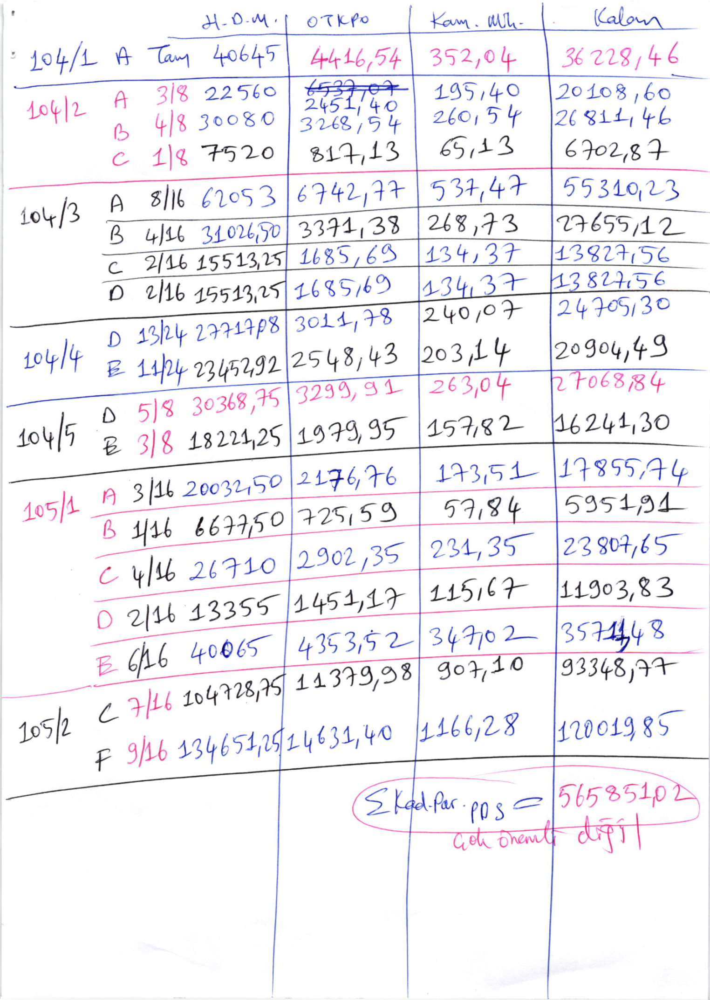 H.D.M. OTKPO Kam. Mh. Kalan
104/1 A Tam 40645 4416,54 352,04 36228,46
104/2 A 3/8 22560 6537,07 2451,40 195,40 20108,60
B 4/8 30080 3268,54 260,54 26811,46
C 1/8 7520 817,13 65,13 6702,87
104/3 A 8/16 62053 6742,77 537,47 55310,23
B 4/16 31026,50 3371,38 268,73 27655,12
C 2/16 15513,25 1685,69 134,37 13827,56
D 2/16 15513,25 1685,69 134,37 13827,56
104/4 D 13/24 27717,08 3011,78 240,07 24705,30
E 11/24 23452,92 2548,43 203,14 20904,49
104/5 D 5/8 30368,75 3299,91 263,04 27068,84
E 3/8 18221,25 1979,95 157,82 16241,30
105/1 A 3/16 20032,50 2176,76 173,51 17855,74
B 1/16 6677,50 725,59 57,84 5951,91
C 4/16 26710 2902,35 231,35 23807,65
D 2/16 13355 1451,17 115,67 11903,83
E 6/16 40065 4353,52 347,02 35711,48
105/2 C 7/16 104728,75 11379,98 907,10 93348,77
F 9/16 134651,25 14631,40 1166,28 120019,85
Σ Kad.Par. PDS = 565851,02
çok önemli diğil